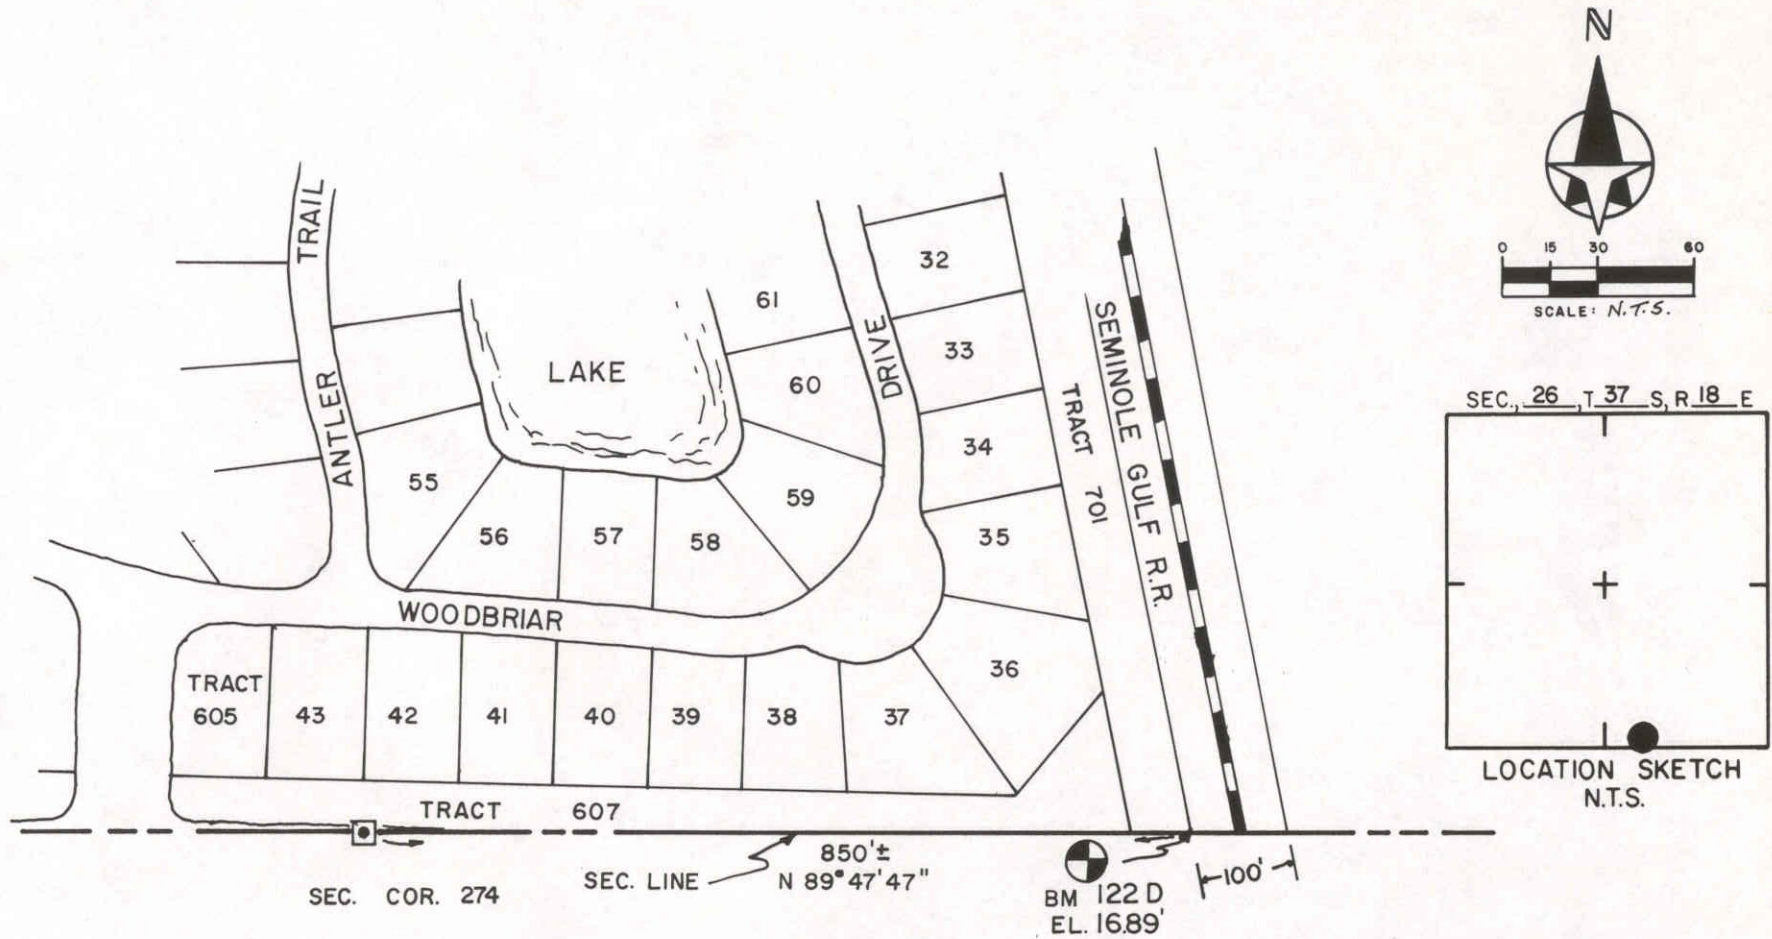 N
0 15 30 60
SCALE: N.T.S.
SEC., 26 , T 37 S, R 18 E
LOCATION SKETCH
N.T.S.
ANTLER TRAIL
LAKE
WOODBRIAR DRIVE
61
60
59
58
57
56
55
32
33
34
35
36
37
38
39
40
41
42
43
TRACT
605
TRACT 607
TRACT 701
SEMINOLE GULF R.R.
SEC. COR. 274
SEC. LINE
850'±
N 89°47'47"
BM 122 D
EL. 16.89'
100'